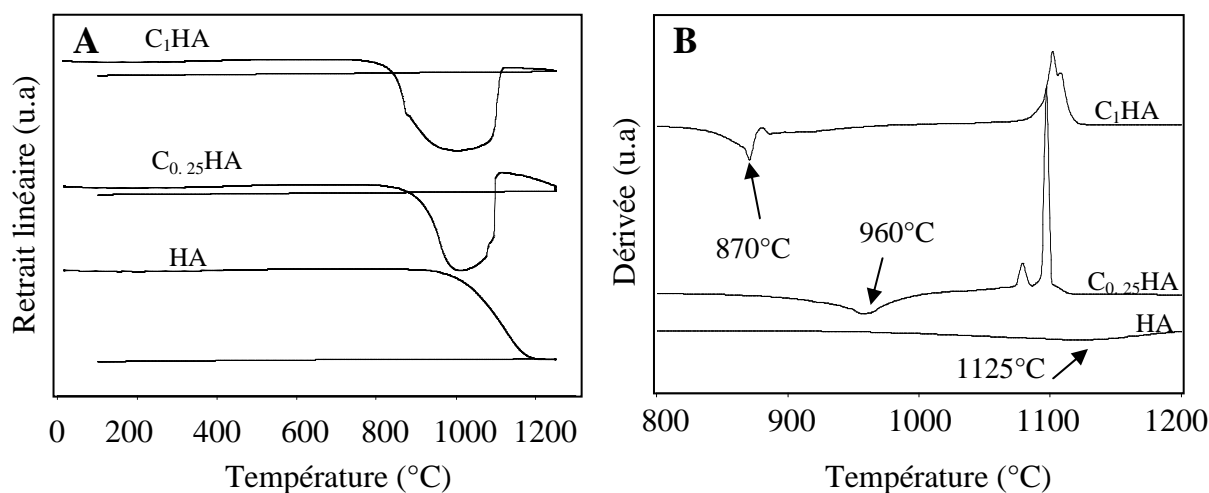 A
C₁HA
C₀.₂₅HA
HA
Retrait linéaire (u.a)
0 200 400 600 800 1000 1200
Température (°C)
B
C₁HA
870°C
960°C
C₀.₂₅HA
HA
1125°C
Dérivée (u.a)
800 900 1000 1100 1200
Température (°C)